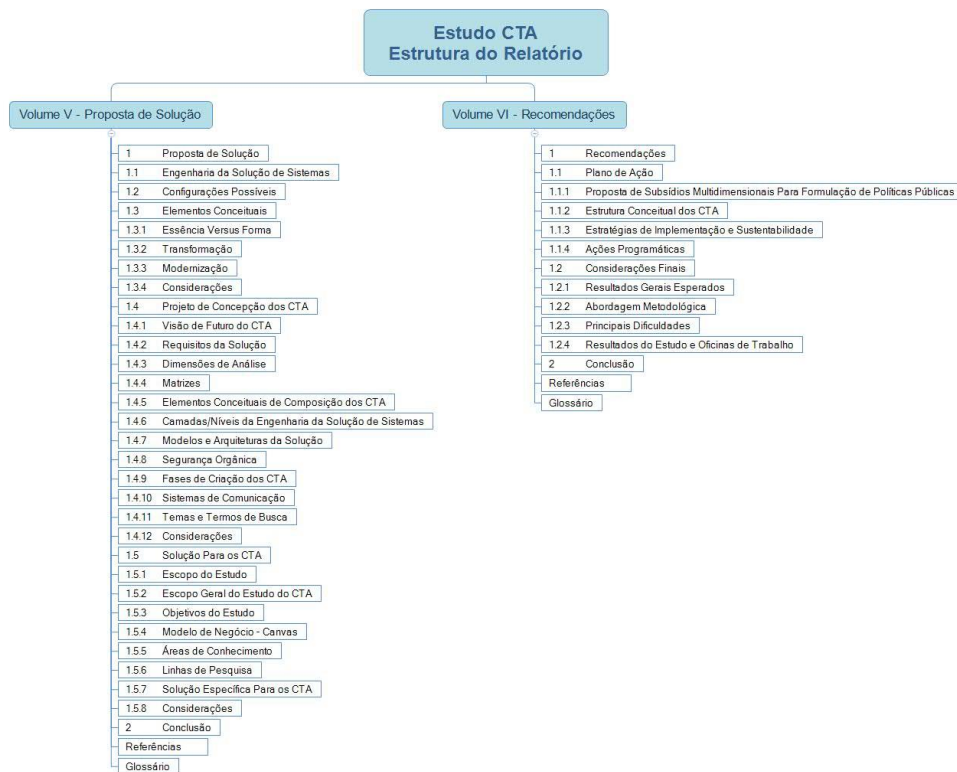 Estudo CTA
Estrutura do Relatório
Volume V - Proposta de Solução
1 Proposta de Solução
1.1 Engenharia da Solução de Sistemas
1.2 Configurações Possíveis
1.3 Elementos Conceituais
1.3.1 Essência Versus Forma
1.3.2 Transformação
1.3.3 Modernização
1.3.4 Considerações
1.4 Projeto de Concepção dos CTA
1.4.1 Visão de Futuro do CTA
1.4.2 Requisitos da Solução
1.4.3 Dimensões de Análise
1.4.4 Matrizes
1.4.5 Elementos Conceituais de Composição dos CTA
1.4.6 Camadas/Níveis da Engenharia da Solução de Sistemas
1.4.7 Modelos e Arquiteturas da Solução
1.4.8 Segurança Orgânica
1.4.9 Fases de Criação dos CTA
1.4.10 Sistemas de Comunicação
1.4.11 Temas e Termos de Busca
1.4.12 Considerações
1.5 Solução Para os CTA
1.5.1 Escopo do Estudo
1.5.2 Escopo Geral do Estudo do CTA
1.5.3 Objetivos do Estudo
1.5.4 Modelo de Negócio - Canvas
1.5.5 Áreas de Conhecimento
1.5.6 Linhas de Pesquisa
1.5.7 Solução Específica Para os CTA
1.5.8 Considerações
2 Conclusão
Referências
Glossário
Volume VI - Recomendações
1 Recomendações
1.1 Plano de Ação
1.1.1 Proposta de Subsídios Multidimensionais Para Formulação de Políticas Públicas
1.1.2 Estrutura Conceitual dos CTA
1.1.3 Estratégias de Implementação e Sustentabilidade
1.1.4 Ações Programáticas
1.2 Considerações Finais
1.2.1 Resultados Gerais Esperados
1.2.2 Abordagem Metodológica
1.2.3 Principais Dificuldades
1.2.4 Resultados do Estudo e Oficinas de Trabalho
2 Conclusão
Referências
Glossário